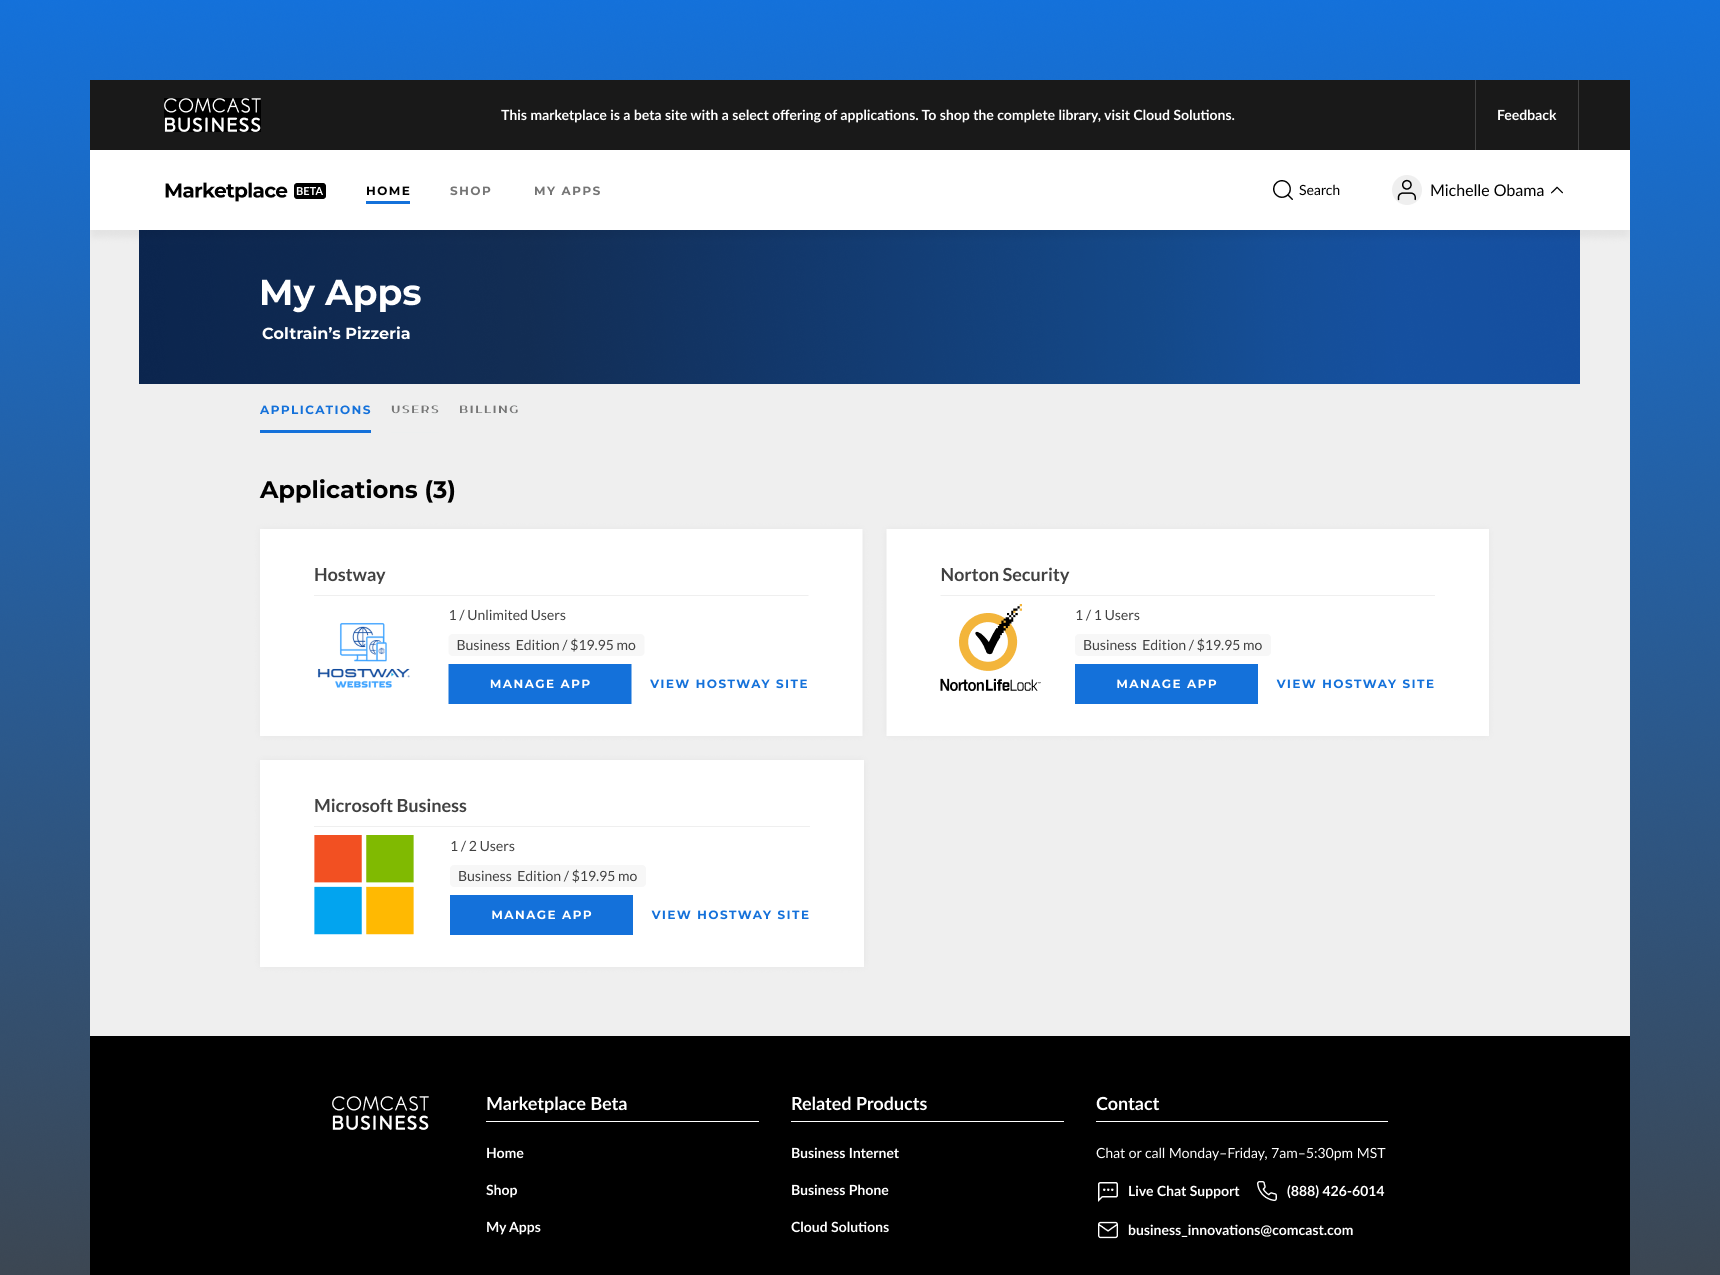 COMCAST
BUSINESS
This marketplace is a beta site with a select offering of applications. To shop the complete library, visit Cloud Solutions.
Feedback
Marketplace BETA
HOME
SHOP
MY APPS
Search
Michelle Obama
My Apps
Coltrain’s Pizzeria
APPLICATIONS
USERS
BILLING
Applications (3)
Hostway
HOSTWAY
WEBSITES
1 / Unlimited Users
Business Edition / $19.95 mo
MANAGE APP
VIEW HOSTWAY SITE
Norton Security
NortonLifeLock™
1 / 1 Users
Business Edition / $19.95 mo
MANAGE APP
VIEW HOSTWAY SITE
Microsoft Business
1 / 2 Users
Business Edition / $19.95 mo
MANAGE APP
VIEW HOSTWAY SITE
COMCAST
BUSINESS
Marketplace Beta
Home
Shop
My Apps
Related Products
Business Internet
Business Phone
Cloud Solutions
Contact
Chat or call Monday–Friday, 7am–5:30pm MST
Live Chat Support
(888) 426-6014
business_innovations@comcast.com